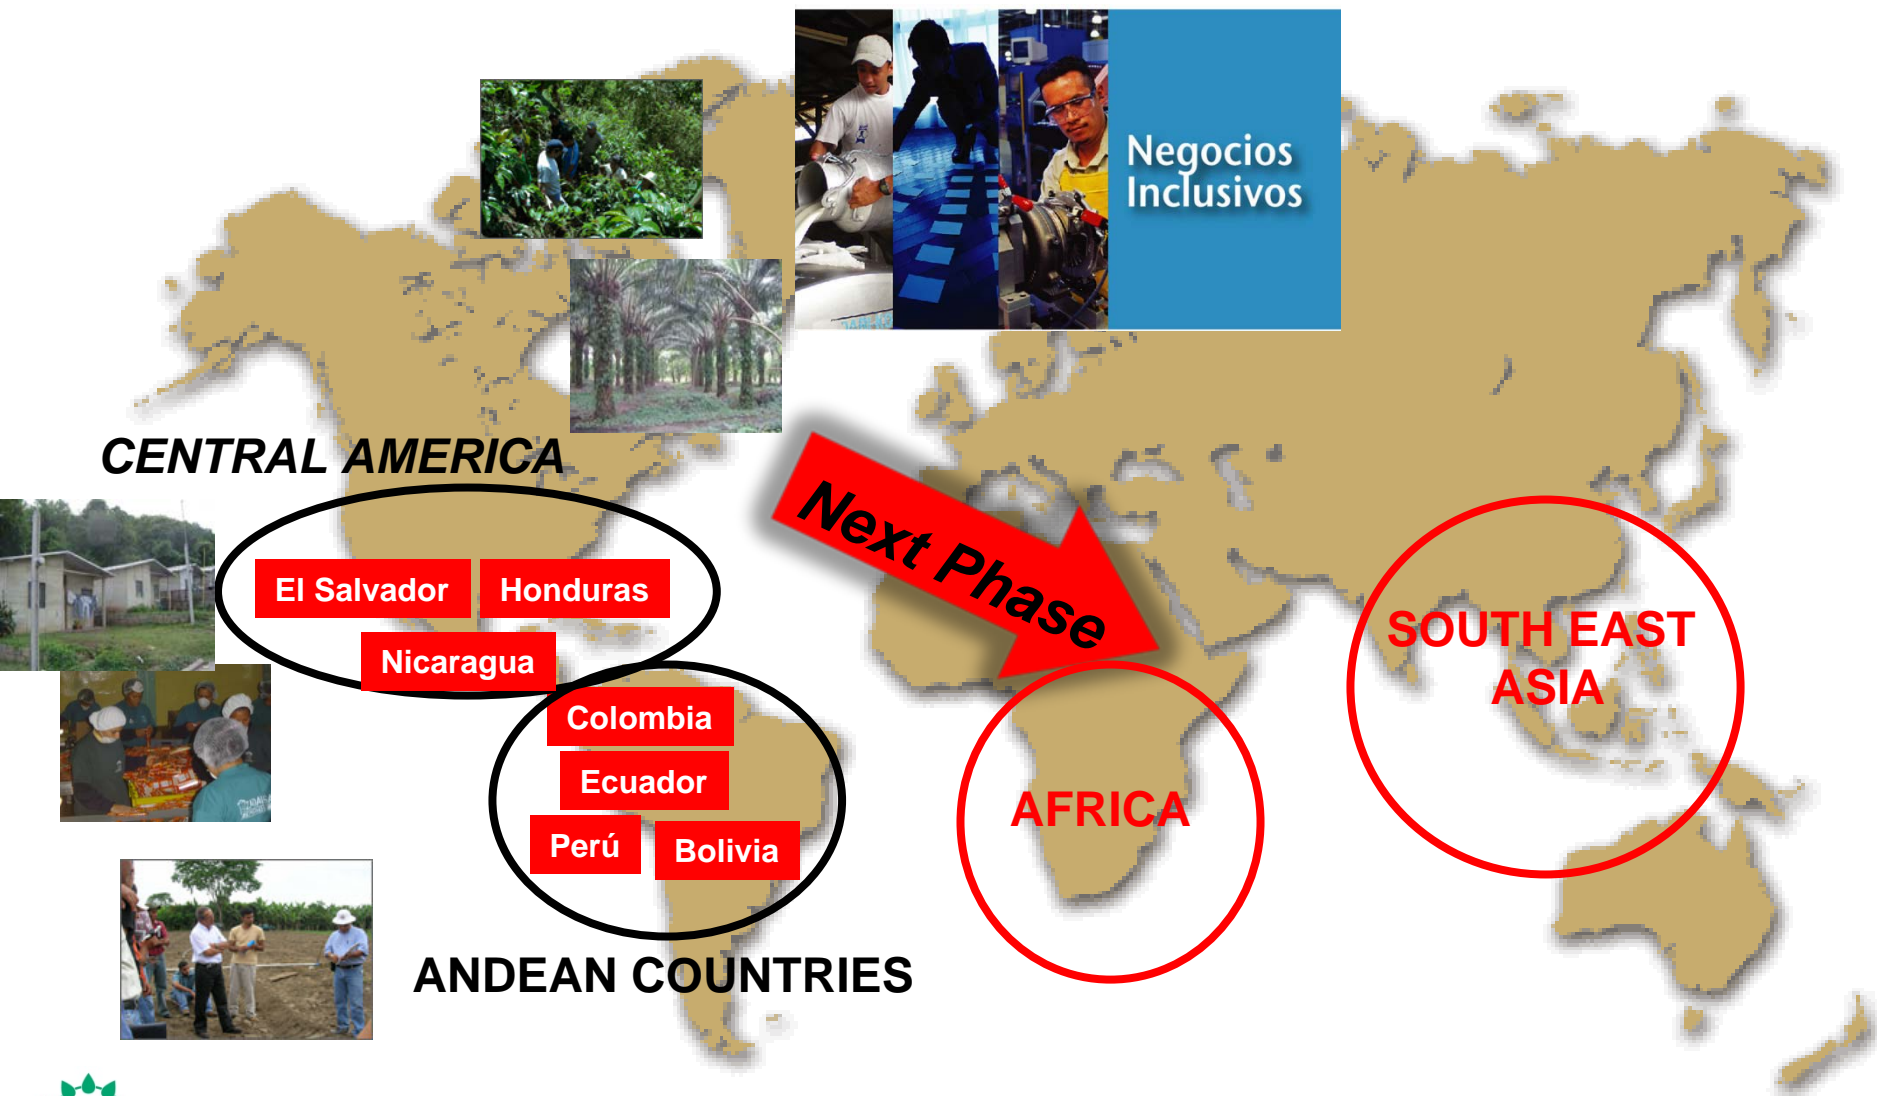 Negocios
Inclusivos
CENTRAL AMERICA
Next Phase
El Salvador
Honduras
Nicaragua
SOUTH EAST
ASIA
Colombia
Ecuador
AFRICA
Perú
Bolivia
ANDEAN COUNTRIES